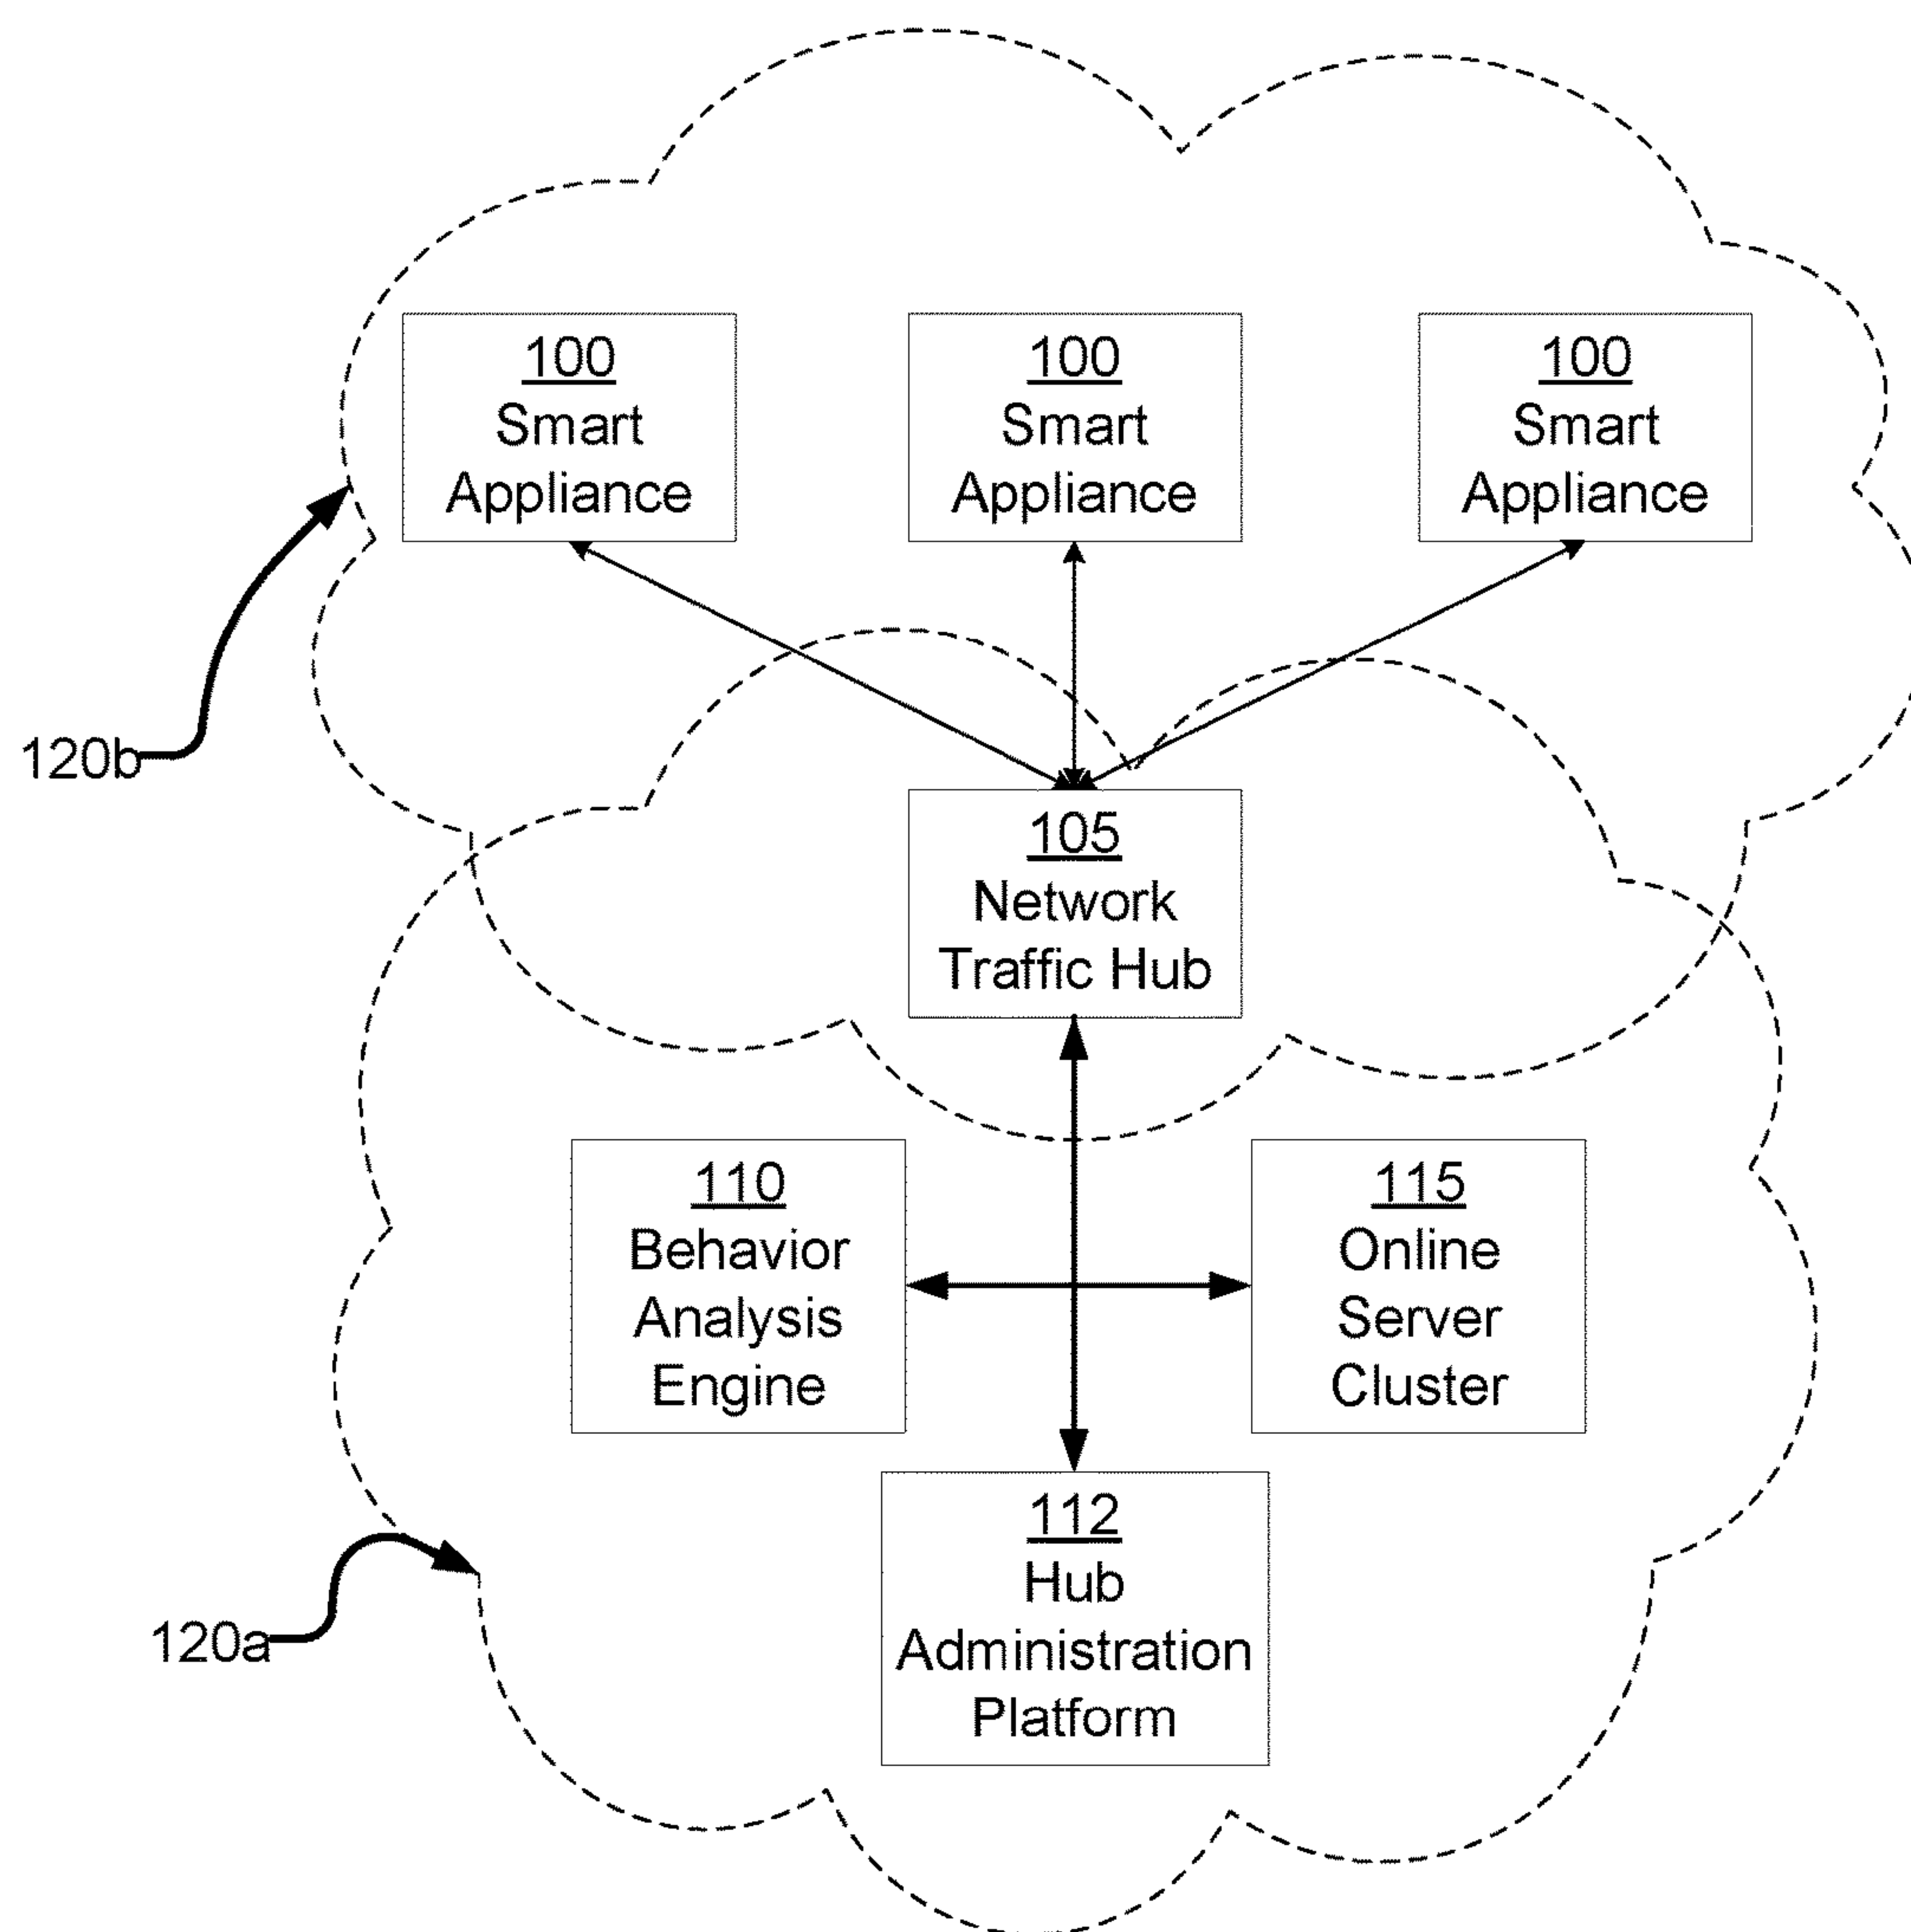 100
Smart
Appliance
100
Smart
Appliance
100
Smart
Appliance
120b
105
Network
Traffic Hub
110
Behavior
Analysis
Engine
115
Online
Server
Cluster
112
Hub
Administration
Platform
120a